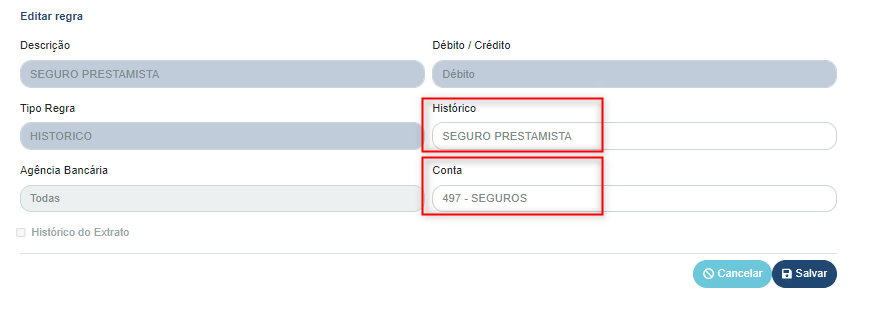 Editar regra
Descrição
Débito / Crédito
SEGURO PRESTAMISTA
Débito
Tipo Regra
Histórico
HISTORICO
SEGURO PRESTAMISTA
Agência Bancária
Conta
Todas
497 - SEGUROS
Histórico do Extrato
Cancelar
Salvar